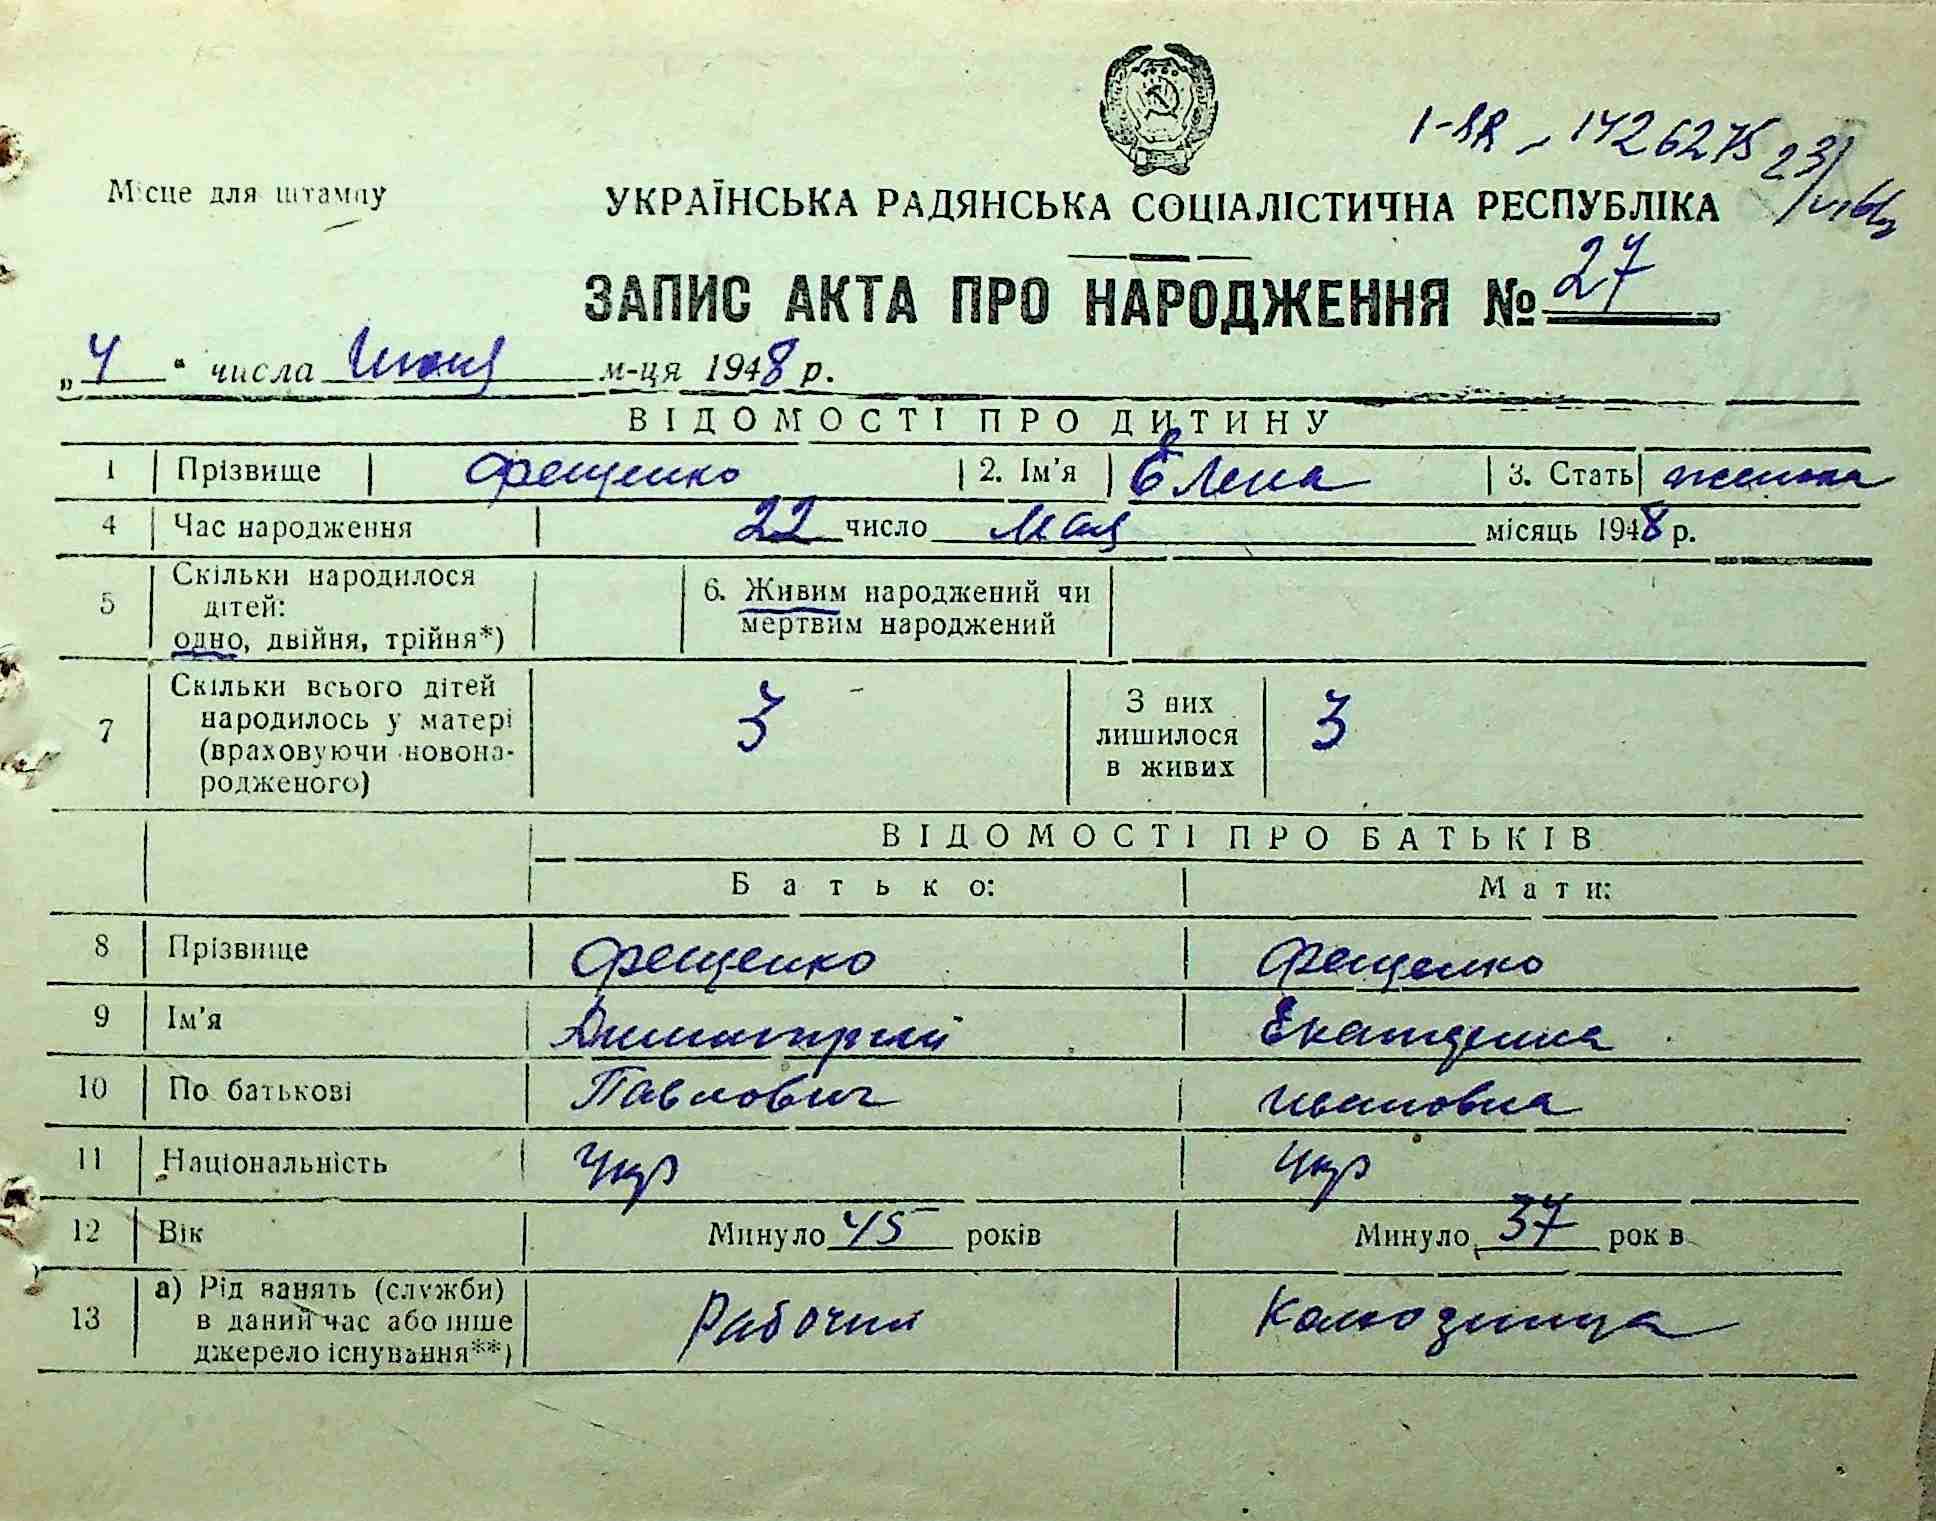 1-ЯЯ - 1426275 23/VI 66
Місце для штампу
УКРАЇНСЬКА РАДЯНСЬКА СОЦІАЛІСТИЧНА РЕСПУБЛІКА
ЗАПИС АКТА ПРО НАРОДЖЕННЯ № 27
„ 4 “ числа Июня м-ця 1948 р.
ВІДОМОСТІ ПРО ДИТИНУ
1 Прізвище Фещенко 2. Ім'я Елена 3. Стать женска
4 Час народження 22 число Мая місяць 1948 р.
5 Скільки народилося дітей: одно, двійня, трійня*) 6. Живим народжений чи мертвим народжений
7 Скільки всього дітей народилось у матері (враховуючи новонародженого) 3 З них лишилося в живих 3
ВІДОМОСТІ ПРО БАТЬКІВ
Батько: Мати:
8 Прізвище Фещенко Фещенко
9 Ім'я Дмитрий Екатерина
10 По батькові Павлович Ивановна
11 Національність Укр Укр
12 Вік Минуло 45 років Минуло 37 рок в
13 а) Рід занять (служби) в даний час або інше джерело існування**) Рабочий Колхозница